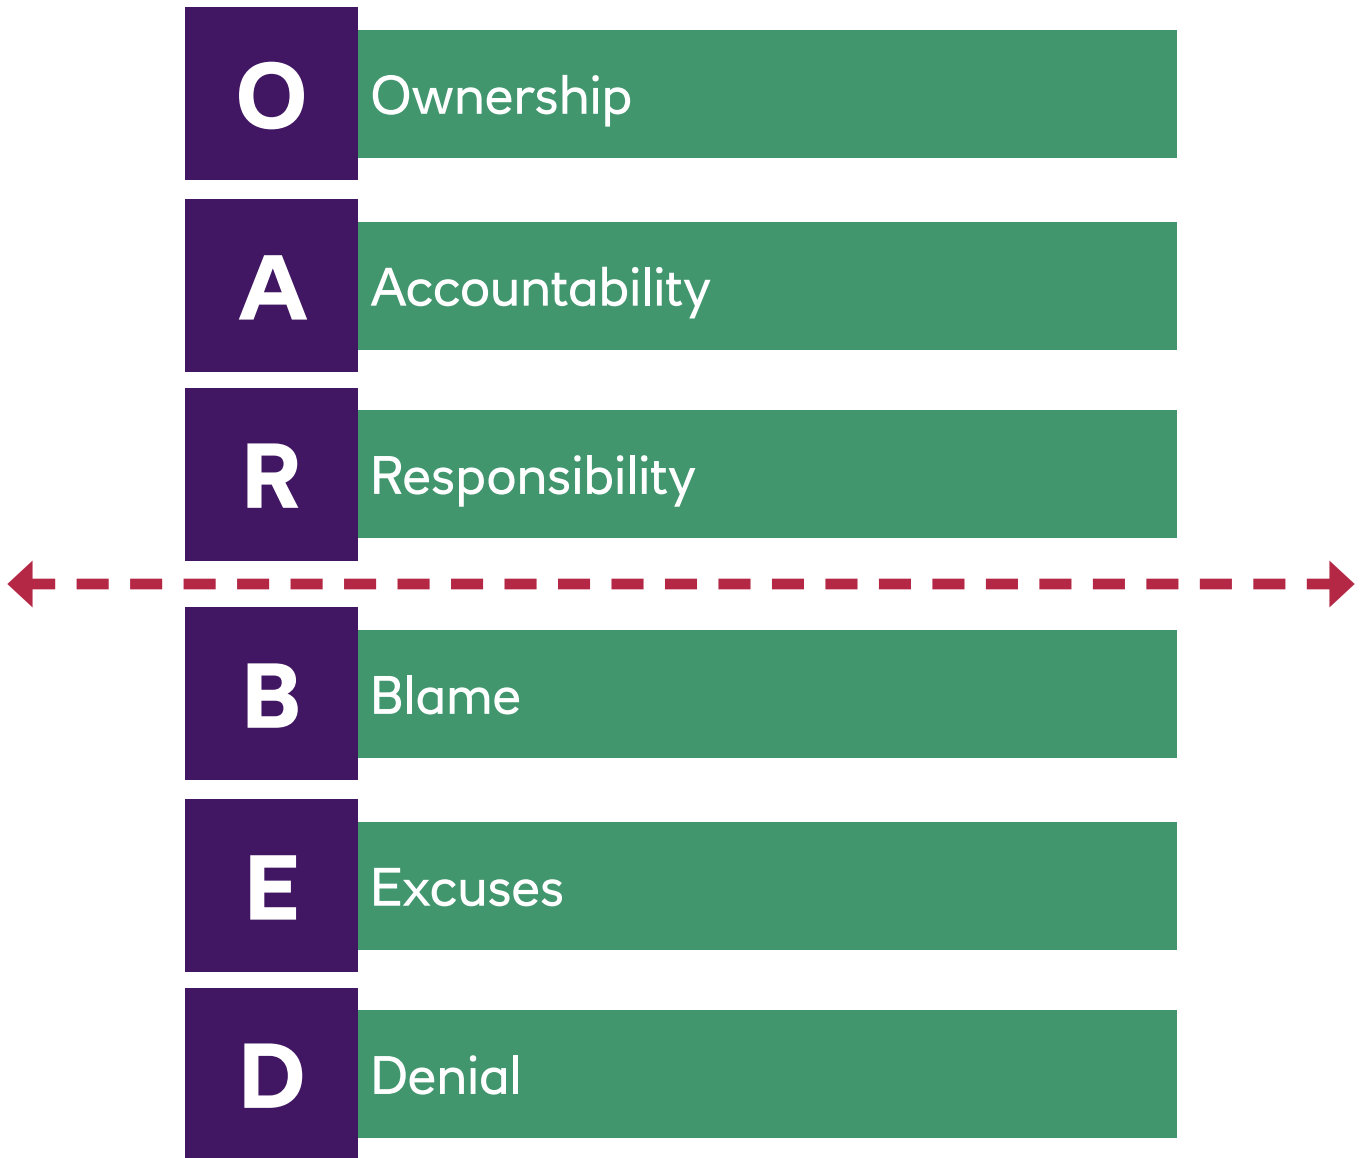 O Ownership
A Accountability
R Responsibility
B Blame
E Excuses
D Denial